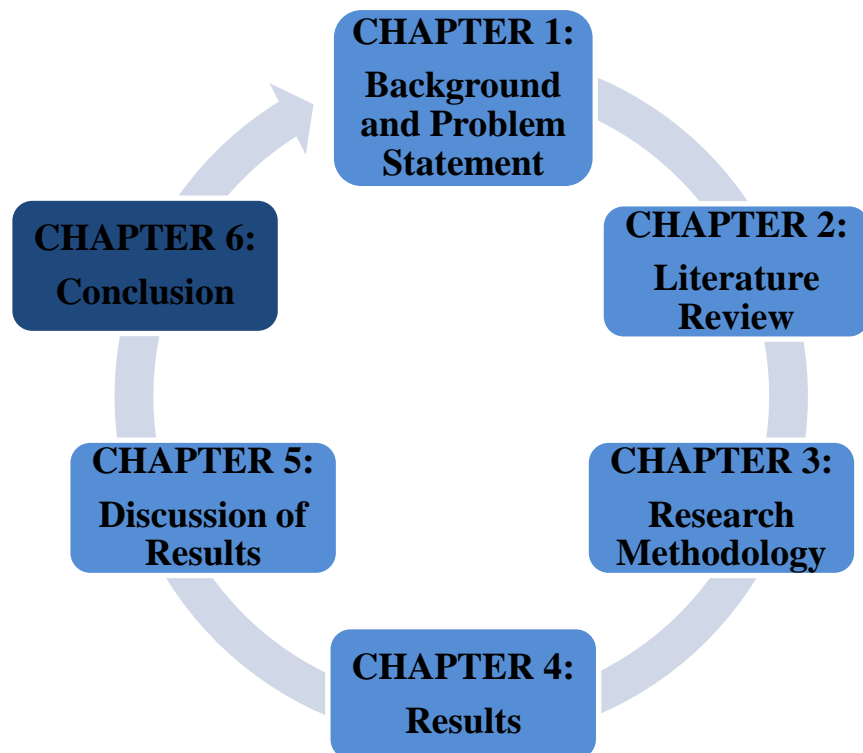 CHAPTER 1:
Background
and Problem
Statement
CHAPTER 2:
Literature
Review
CHAPTER 3:
Research
Methodology
CHAPTER 4:
Results
CHAPTER 5:
Discussion of
Results
CHAPTER 6:
Conclusion